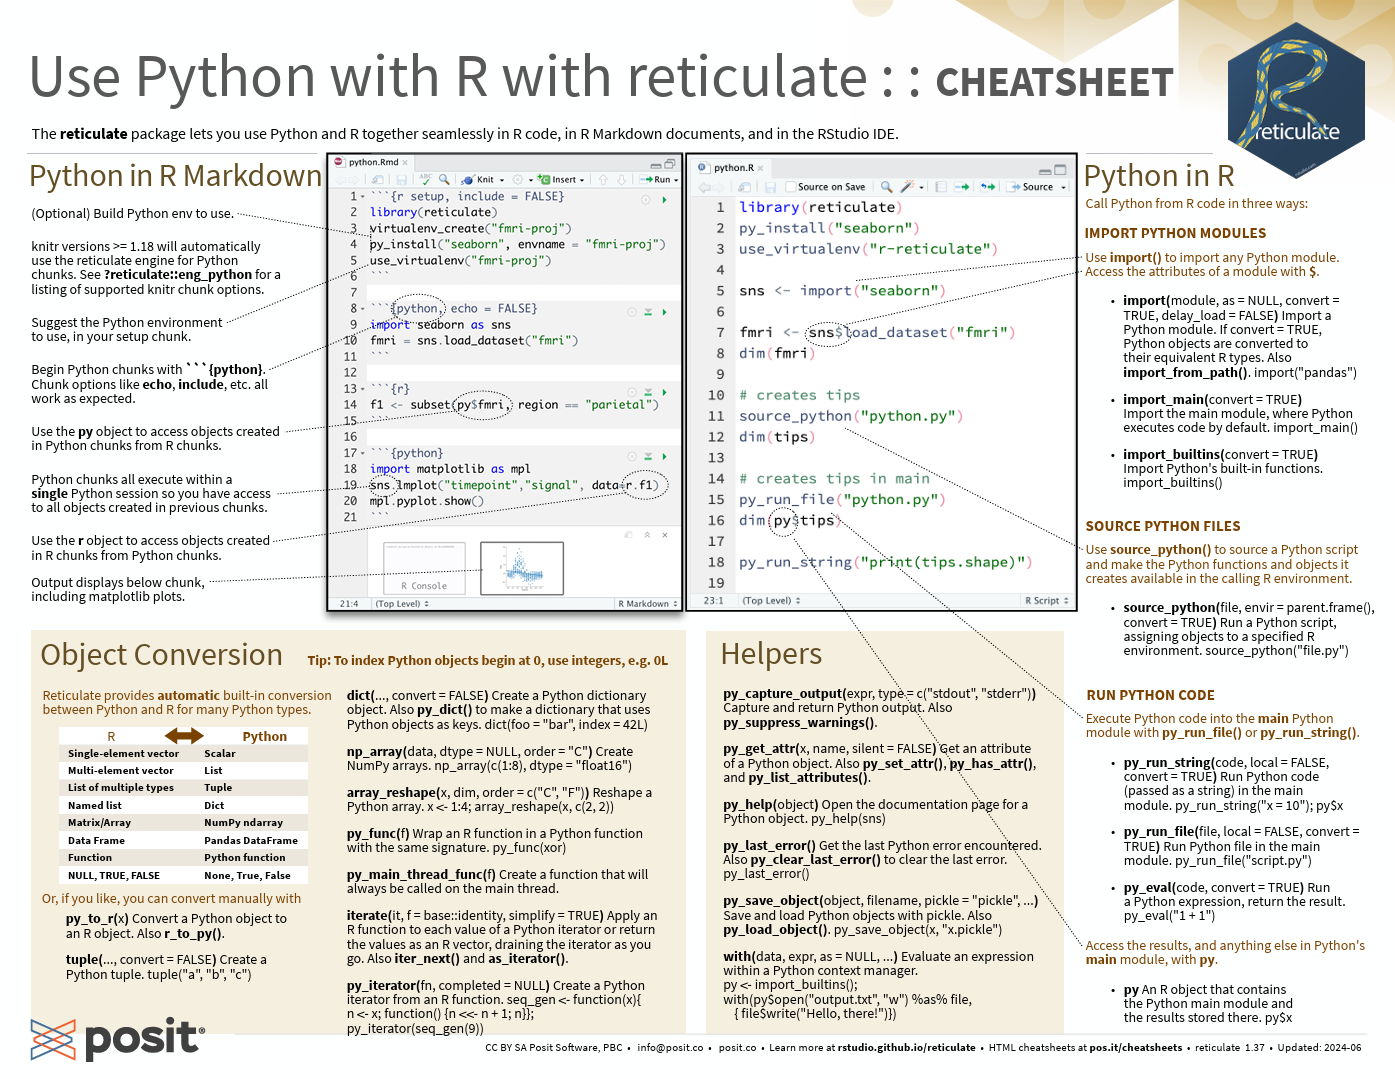 Use Python with R with reticulate : : CHEATSHEET
The reticulate package lets you use Python and R together seamlessly in R code, in R Markdown documents, and in the RStudio IDE.
reticulate
Python in R Markdown
(Optional) Build Python env to use.
knitr versions >= 1.18 will automatically
use the reticulate engine for Python
chunks. See ?reticulate::eng_python for a
listing of supported knitr chunk options.
Suggest the Python environment
to use, in your setup chunk.
Begin Python chunks with ```{python}.
Chunk options like echo, include, etc. all
work as expected.
Use the py object to access objects created
in Python chunks from R chunks.
Python chunks all execute within a
single Python session so you have access
to all objects created in previous chunks.
Use the r object to access objects created
in R chunks from Python chunks.
Output displays below chunk,
including matplotlib plots.
python.Rmd
ABC Knit Insert Run
1 ```{r setup, include = FALSE}
2 library(reticulate)
3 virtualenv_create("fmri-proj")
4 py_install("seaborn", envname = "fmri-proj")
5 use_virtualenv("fmri-proj")
6 ```
7
8 ```{python, echo = FALSE}
9 import seaborn as sns
10 fmri = sns.load_dataset("fmri")
11 ```
12
13 ```{r}
14 f1 <- subset(py$fmri, region == "parietal")
15 ```
16
17 ```{python}
18 import matplotlib as mpl
19 sns.lmplot("timepoint","signal", data=r.f1)
20 mpl.pyplot.show()
21 ```
R Console
21:4 (Top Level) R Markdown
python.R
Source on Save Source
1 library(reticulate)
2 py_install("seaborn")
3 use_virtualenv("r-reticulate")
4
5 sns <- import("seaborn")
6
7 fmri <- sns$load_dataset("fmri")
8 dim(fmri)
9
10 # creates tips
11 source_python("python.py")
12 dim(tips)
13
14 # creates tips in main
15 py_run_file("python.py")
16 dim(py$tips)
17
18 py_run_string("print(tips.shape)")
19
23:1 (Top Level) R Script
Python in R
Call Python from R code in three ways:
IMPORT PYTHON MODULES
Use import() to import any Python module.
Access the attributes of a module with $.
• import(module, as = NULL, convert =
TRUE, delay_load = FALSE) Import a
Python module. If convert = TRUE,
Python objects are converted to
their equivalent R types. Also
import_from_path(). import("pandas")
• import_main(convert = TRUE)
Import the main module, where Python
executes code by default. import_main()
• import_builtins(convert = TRUE)
Import Python's built-in functions.
import_builtins()
SOURCE PYTHON FILES
Use source_python() to source a Python script
and make the Python functions and objects it
creates available in the calling R environment.
• source_python(file, envir = parent.frame(),
convert = TRUE) Run a Python script,
assigning objects to a specified R
environment. source_python("file.py")
RUN PYTHON CODE
Execute Python code into the main Python
module with py_run_file() or py_run_string().
• py_run_string(code, local = FALSE,
convert = TRUE) Run Python code
(passed as a string) in the main
module. py_run_string("x = 10"); py$x
• py_run_file(file, local = FALSE, convert =
TRUE) Run Python file in the main
module. py_run_file("script.py")
• py_eval(code, convert = TRUE) Run
a Python expression, return the result.
py_eval("1 + 1")
Access the results, and anything else in Python's
main module, with py.
• py An R object that contains
the Python main module and
the results stored there. py$x
Object Conversion
Tip: To index Python objects begin at 0, use integers, e.g. 0L
Reticulate provides automatic built-in conversion
between Python and R for many Python types.
R Python
Single-element vector Scalar
Multi-element vector List
List of multiple types Tuple
Named list Dict
Matrix/Array NumPy ndarray
Data Frame Pandas DataFrame
Function Python function
NULL, TRUE, FALSE None, True, False
Or, if you like, you can convert manually with
py_to_r(x) Convert a Python object to
an R object. Also r_to_py().
tuple(..., convert = FALSE) Create a
Python tuple. tuple("a", "b", "c")
dict(..., convert = FALSE) Create a Python dictionary
object. Also py_dict() to make a dictionary that uses
Python objects as keys. dict(foo = "bar", index = 42L)
np_array(data, dtype = NULL, order = "C") Create
NumPy arrays. np_array(c(1:8), dtype = "float16")
array_reshape(x, dim, order = c("C", "F")) Reshape a
Python array. x <- 1:4; array_reshape(x, c(2, 2))
py_func(f) Wrap an R function in a Python function
with the same signature. py_func(xor)
py_main_thread_func(f) Create a function that will
always be called on the main thread.
iterate(it, f = base::identity, simplify = TRUE) Apply an
R function to each value of a Python iterator or return
the values as an R vector, draining the iterator as you
go. Also iter_next() and as_iterator().
py_iterator(fn, completed = NULL) Create a Python
iterator from an R function. seq_gen <- function(x){
n <- x; function() {n <<- n + 1; n}};
py_iterator(seq_gen(9))
Helpers
py_capture_output(expr, type = c("stdout", "stderr"))
Capture and return Python output. Also
py_suppress_warnings().
py_get_attr(x, name, silent = FALSE) Get an attribute
of a Python object. Also py_set_attr(), py_has_attr(),
and py_list_attributes().
py_help(object) Open the documentation page for a
Python object. py_help(sns)
py_last_error() Get the last Python error encountered.
Also py_clear_last_error() to clear the last error.
py_last_error()
py_save_object(object, filename, pickle = "pickle", ...)
Save and load Python objects with pickle. Also
py_load_object(). py_save_object(x, "x.pickle")
with(data, expr, as = NULL, ...) Evaluate an expression
within a Python context manager.
py <- import_builtins();
with(py$open("output.txt", "w") %as% file,
{ file$write("Hello, there!")})
posit
CC BY SA Posit Software, PBC • info@posit.co • posit.co • Learn more at rstudio.github.io/reticulate • HTML cheatsheets at pos.it/cheatsheets • reticulate 1.37 • Updated: 2024-06